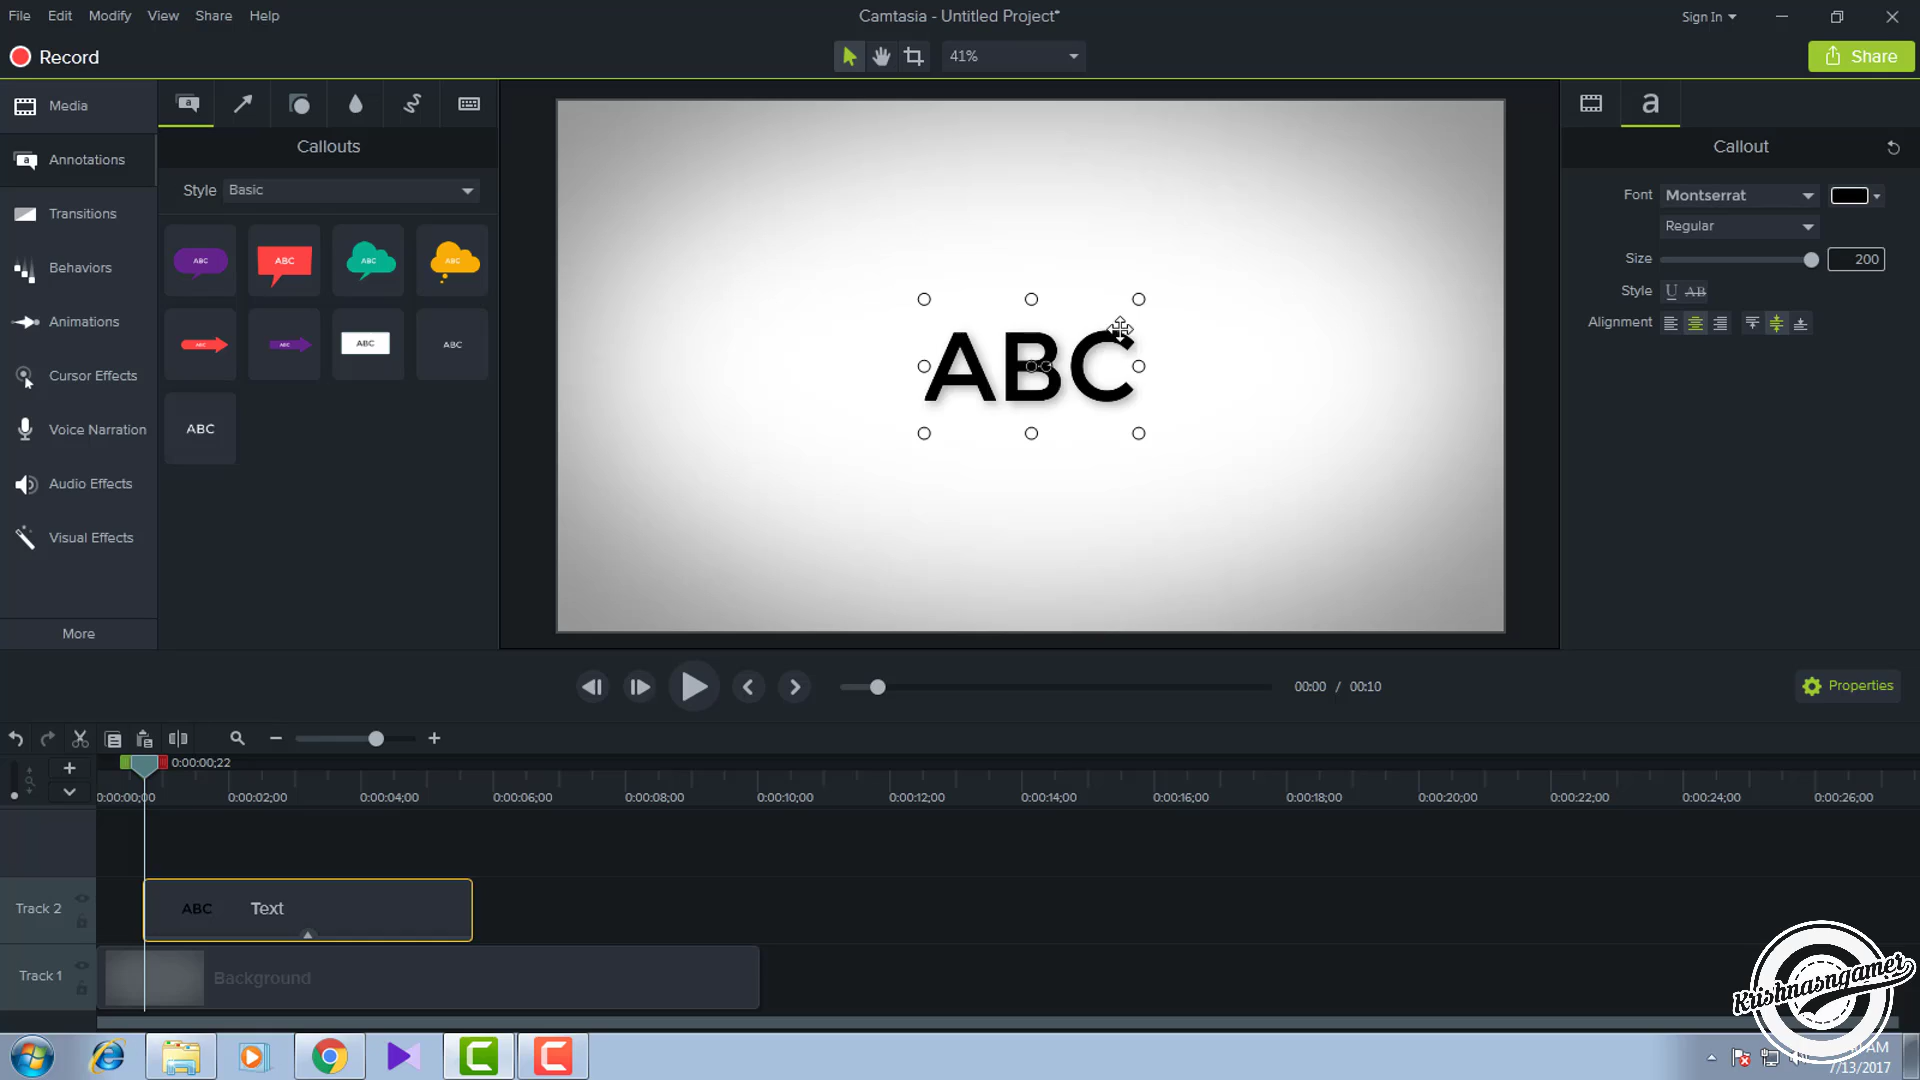 File Edit Modify View Share Help
Camtasia - Untitled Project*
Sign In
Record
41%
Share
Media
Annotations
Transitions
Behaviors
Animations
Cursor Effects
Voice Narration
Audio Effects
Visual Effects
More
Callouts
Style Basic
ABC ABC ABC ABC
ABC ABC ABC ABC
ABC
ABC
Callout
Font Montserrat
Regular
Size 200
Style U AB
Alignment
00:00 / 00:10
Properties
0:00:00;22
0:00:00;00 0:00:02;00 0:00:04;00 0:00:06;00 0:00:08;00 0:00:10;00 0:00:12;00 0:00:14;00 0:00:16;00 0:00:18;00 0:00:20;00 0:00:22;00 0:00:24;00 0:00:26;00
Track 2
ABC Text
Track 1
Background
Krishnasngamer
AM
7/13/2017